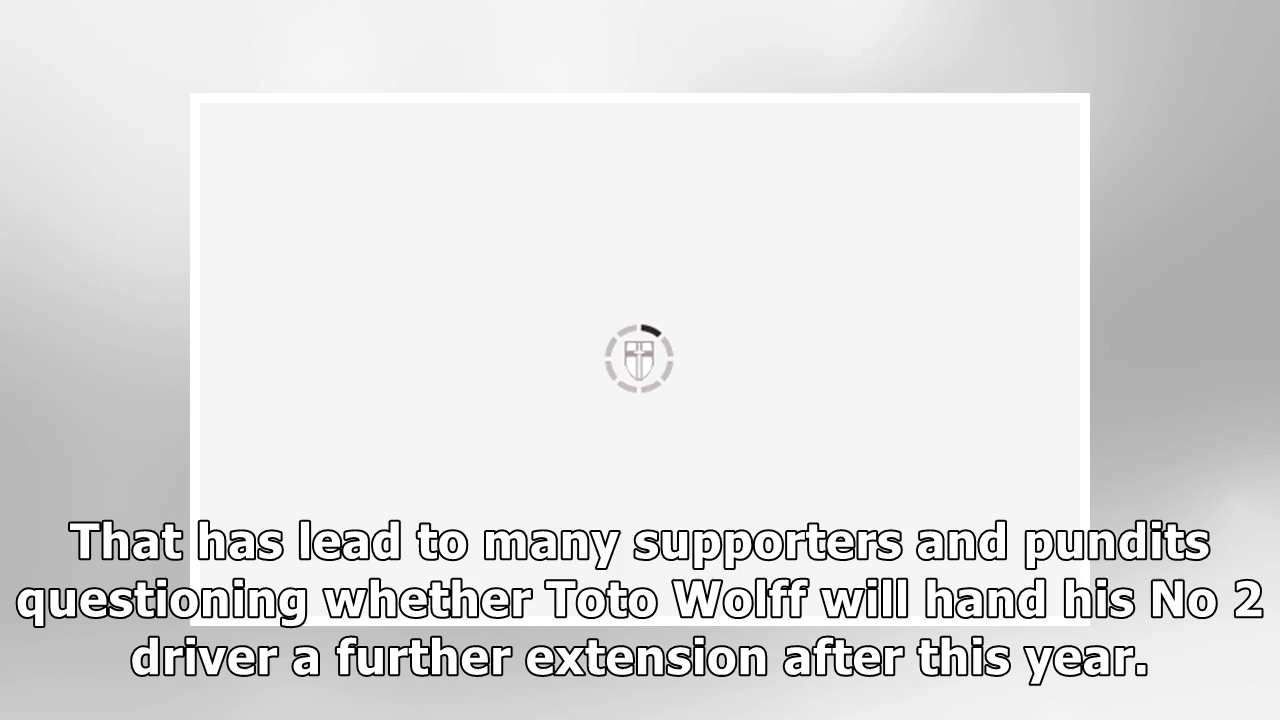 That has lead to many supporters and pundits
questioning whether Toto Wolff will hand his No 2
driver a further extension after this year.